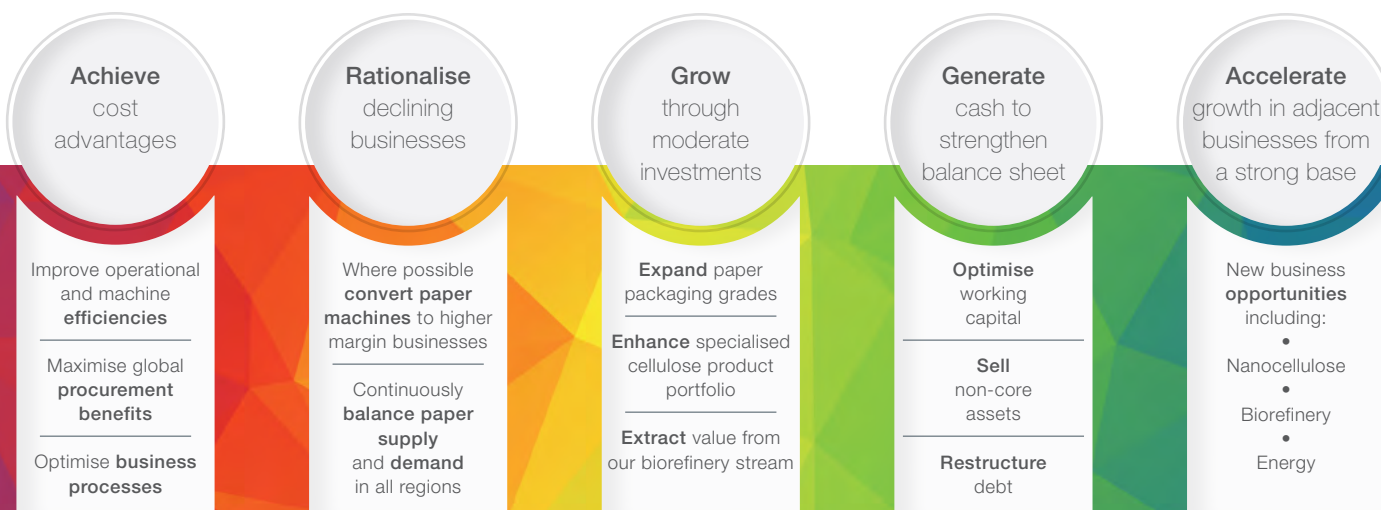 Achieve
cost
advantages
Improve operational
and machine
efficiencies
Maximise global
procurement
benefits
Optimise business
processes
Rationalise
declining
businesses
Where possible
convert paper
machines to higher
margin businesses
Continuously
balance paper
supply
and demand
in all regions
Grow
through
moderate
investments
Expand paper
packaging grades
Enhance specialised
cellulose product
portfolio
Extract value from
our biorefinery stream
Generate
cash to
strengthen
balance sheet
Optimise
working
capital
Sell
non-core
assets
Restructure
debt
Accelerate
growth in adjacent
businesses from
a strong base
New business
opportunities
including:
•
Nanocellulose
•
Biorefinery
•
Energy